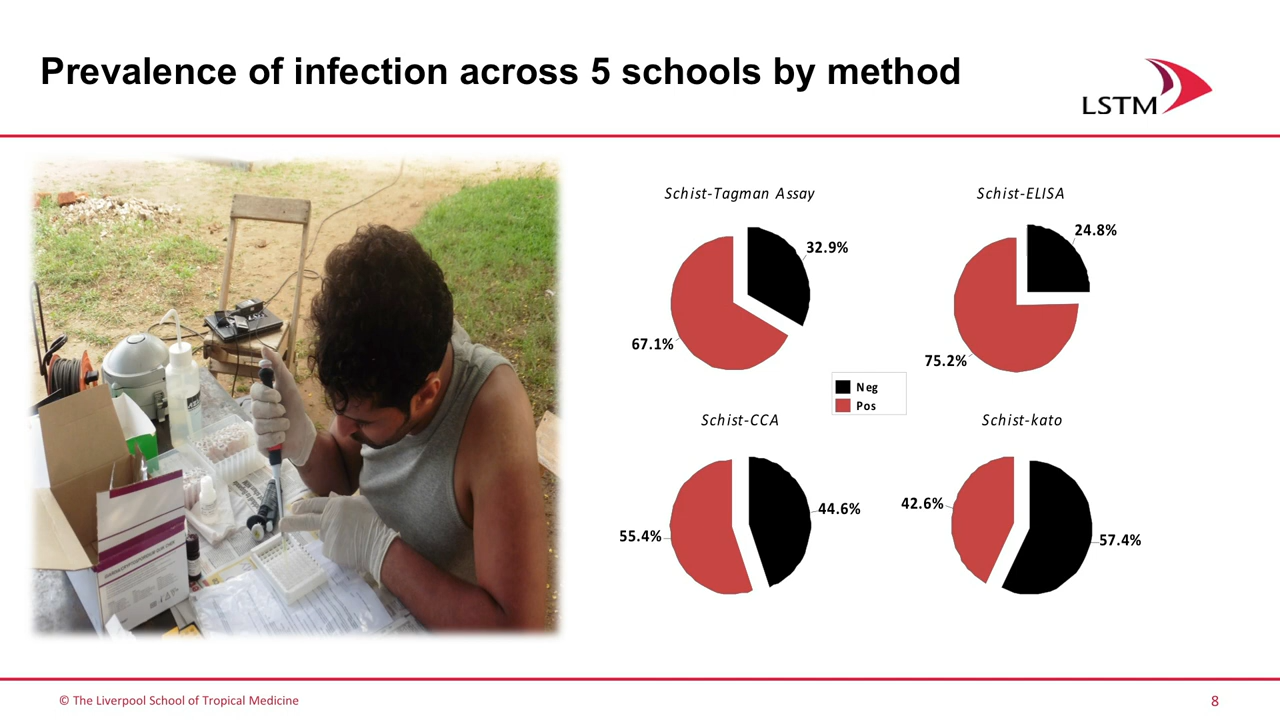 Prevalence of infection across 5 schools by method
LSTM
Schist-Tagman Assay
32.9%
67.1%
Schist-ELISA
24.8%
75.2%
Neg
Pos
Schist-CCA
44.6%
55.4%
Schist-kato
42.6%
57.4%
© The Liverpool School of Tropical Medicine
8